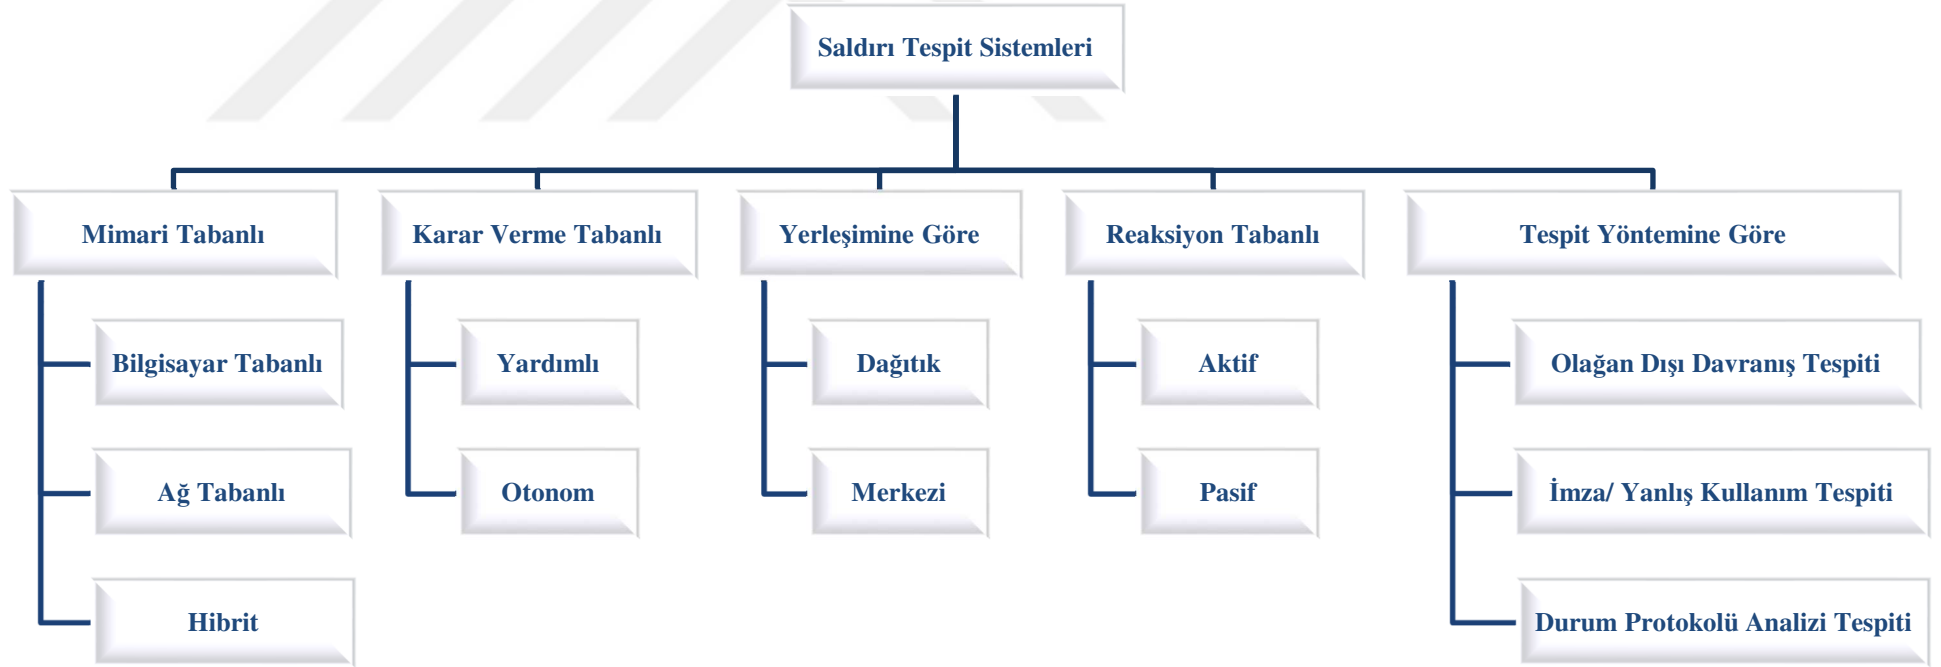 Saldırı Tespit Sistemleri
Mimari Tabanlı
Karar Verme Tabanlı
Yerleşimine Göre
Reaksiyon Tabanlı
Tespit Yöntemine Göre
Bilgisayar Tabanlı
Yardımlı
Dağıtık
Aktif
Olağan Dışı Davranış Tespiti
Ağ Tabanlı
Otonom
Merkezi
Pasif
İmza/ Yanlış Kullanım Tespiti
Hibrit
Durum Protokolü Analizi Tespiti